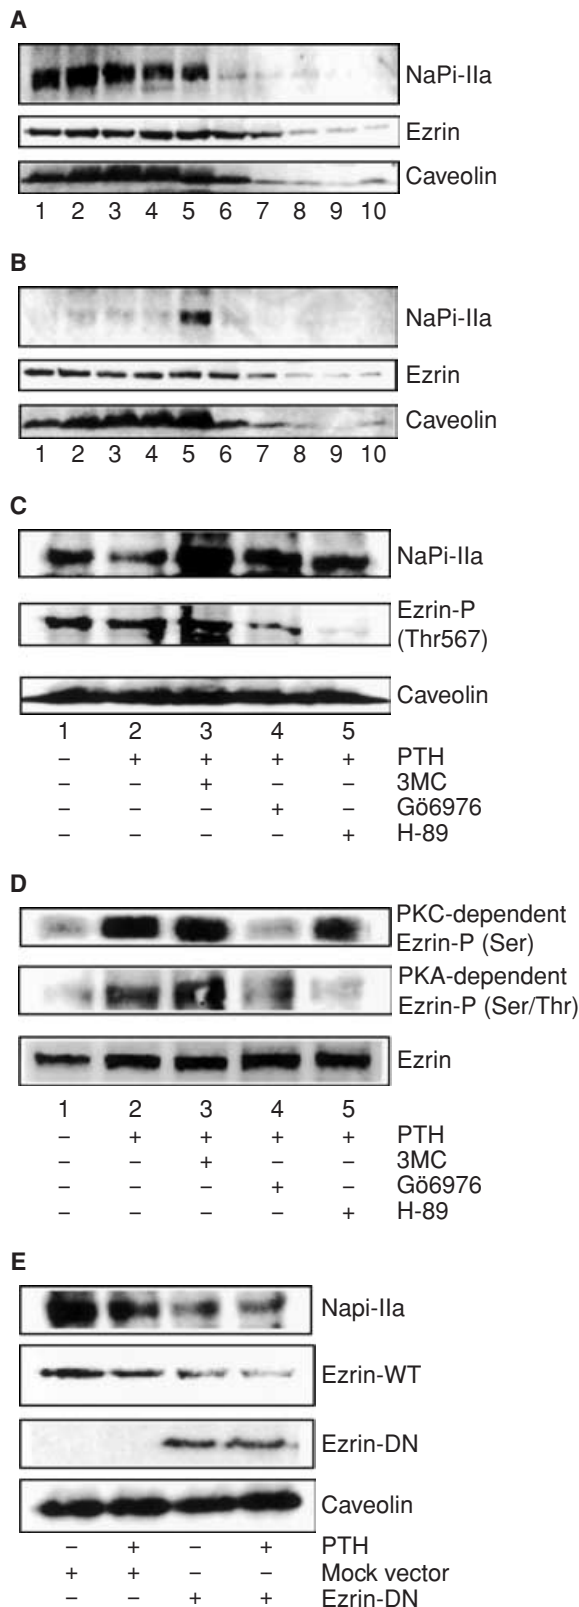 A
NaPi-IIa
Ezrin
Caveolin
1 2 3 4 5 6 7 8 9 10
B
NaPi-IIa
Ezrin
Caveolin
1 2 3 4 5 6 7 8 9 10
C
NaPi-IIa
Ezrin-P
(Thr567)
Caveolin
1 2 3 4 5
– + + + + PTH
– – + – – 3MC
– – – + – Gö6976
– – – – + H-89
D
PKC-dependent
Ezrin-P (Ser)
PKA-dependent
Ezrin-P (Ser/Thr)
Ezrin
1 2 3 4 5
– + + + + PTH
– – + – – 3MC
– – – + – Gö6976
– – – – + H-89
E
Napi-IIa
Ezrin-WT
Ezrin-DN
Caveolin
– + – + PTH
+ + – – Mock vector
– – + + Ezrin-DN